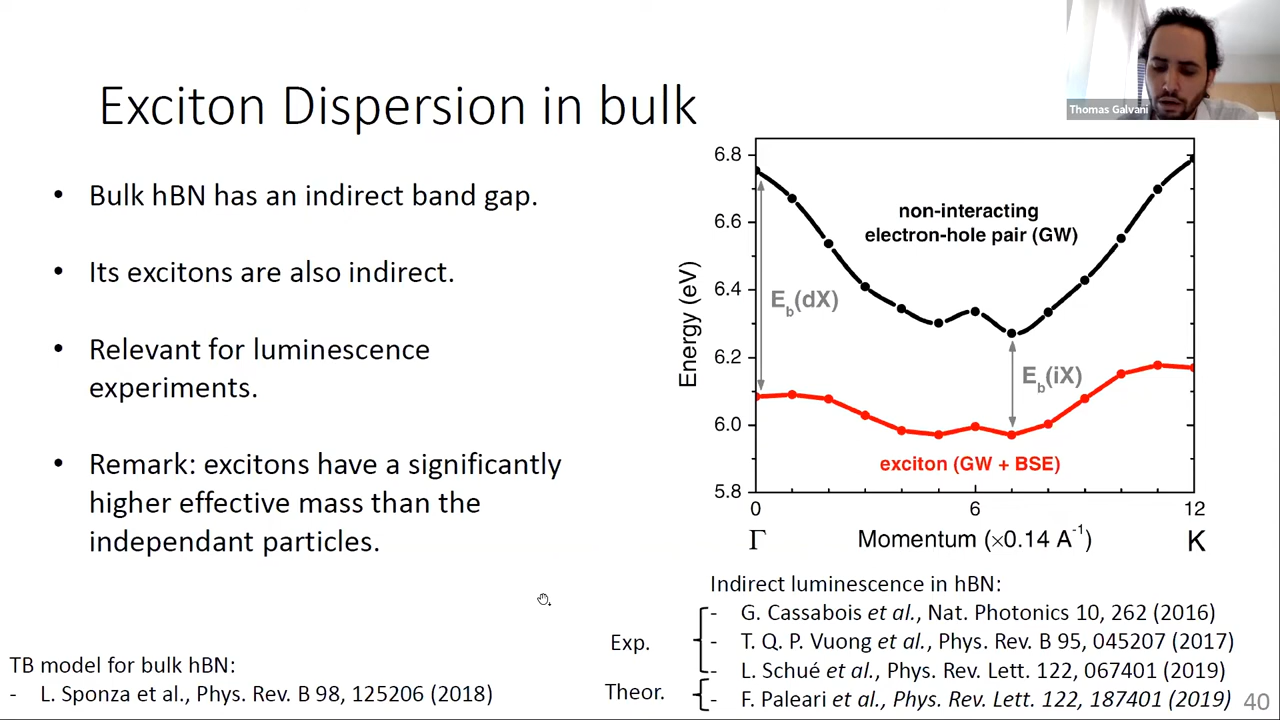 Thomas Galvani
Exciton Dispersion in bulk
• Bulk hBN has an indirect band gap.
• Its excitons are also indirect.
• Relevant for luminescence
experiments.
• Remark: excitons have a significantly
higher effective mass than the
independant particles.
6.8
6.6
6.4
6.2
6.0
5.8
Energy (eV)
non-interacting
electron-hole pair (GW)
E_b(dX)
E_b(iX)
exciton (GW + BSE)
0 6 12
Γ Momentum (×0.14 A^-1) K
Indirect luminescence in hBN:
Exp.
- G. Cassabois et al., Nat. Photonics 10, 262 (2016)
- T. Q. P. Vuong et al., Phys. Rev. B 95, 045207 (2017)
- L. Schué et al., Phys. Rev. Lett. 122, 067401 (2019)
Theor.
- F. Paleari et al., Phys. Rev. Lett. 122, 187401 (2019)
TB model for bulk hBN:
- L. Sponza et al., Phys. Rev. B 98, 125206 (2018)
40